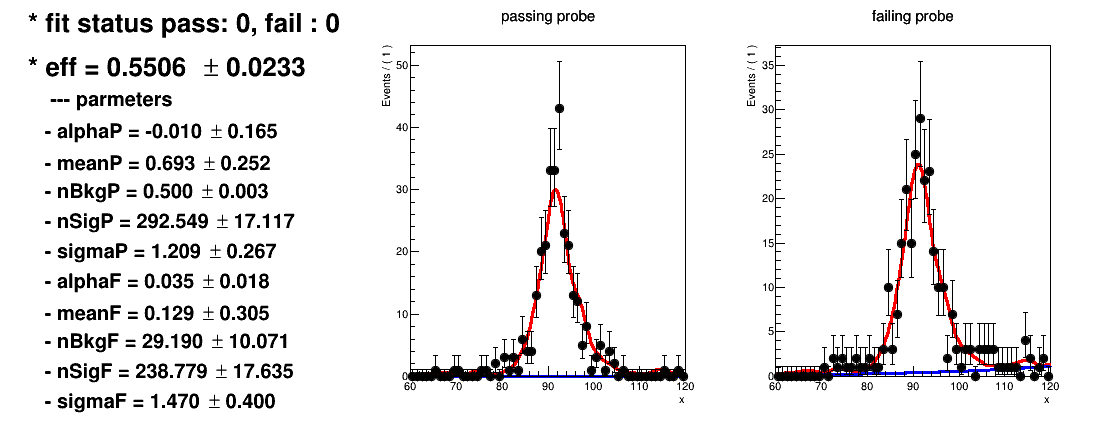 * fit status pass: 0, fail : 0
* eff = 0.5506 ± 0.0233
--- parmeters
- alphaP = -0.010 ± 0.165
- meanP = 0.693 ± 0.252
- nBkgP = 0.500 ± 0.003
- nSigP = 292.549 ± 17.117
- sigmaP = 1.209 ± 0.267
- alphaF = 0.035 ± 0.018
- meanF = 0.129 ± 0.305
- nBkgF = 29.190 ± 10.071
- nSigF = 238.779 ± 17.635
- sigmaF = 1.470 ± 0.400
passing probe
Events / ( 1 )
50
40
30
20
10
0
60 70 80 90 100 110 120
x
failing probe
Events / ( 1 )
35
30
25
20
15
10
5
0
60 70 80 90 100 110 120
x